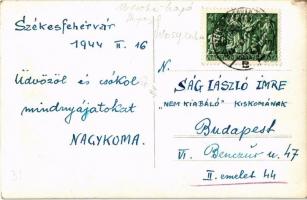 Székesfehérvár
1944 II. 16
Üdvözöl és csókol
mindnyájatokat
NAGYKOMA.
N.
SÁG LÁSZLÓ IMRE
"NEM KIABÁLÓ" KISKOMÁNAK
Budapest
VI. Benczúr u. 47
II. emelet 44